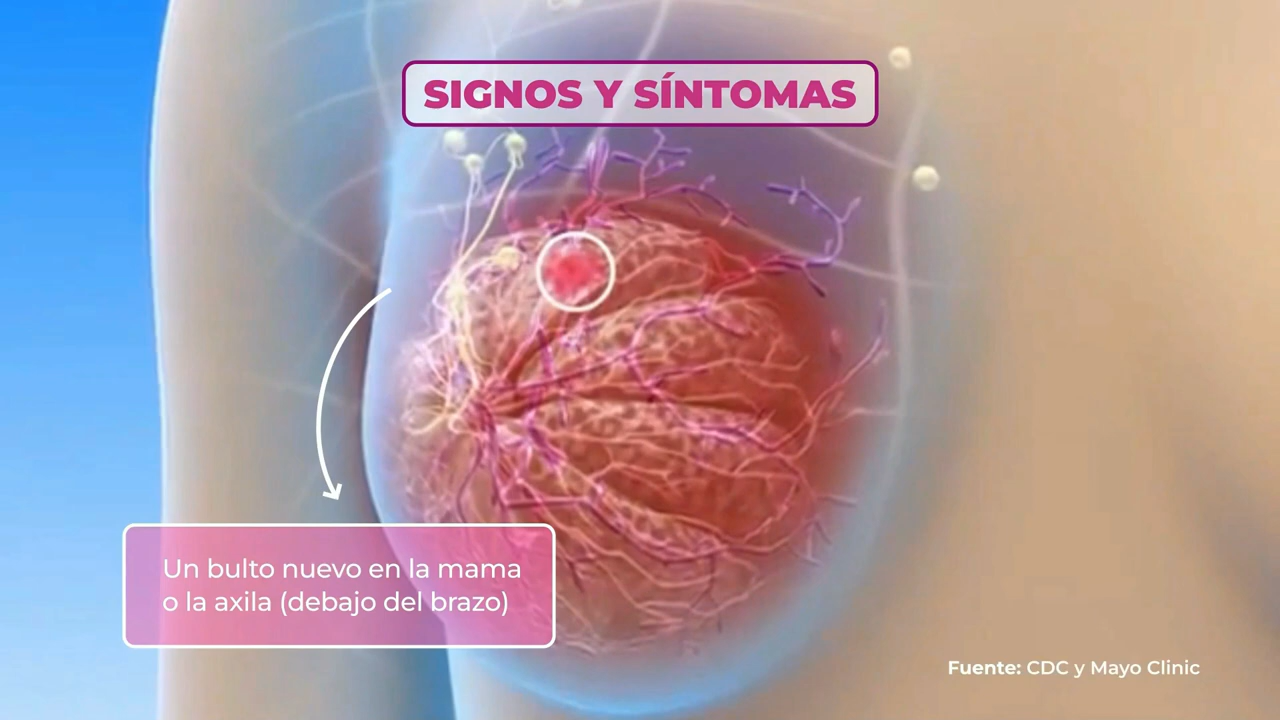 SIGNOS Y SÍNTOMAS
Un bulto nuevo en la mama
o la axila (debajo del brazo)
Fuente: CDC y Mayo Clinic